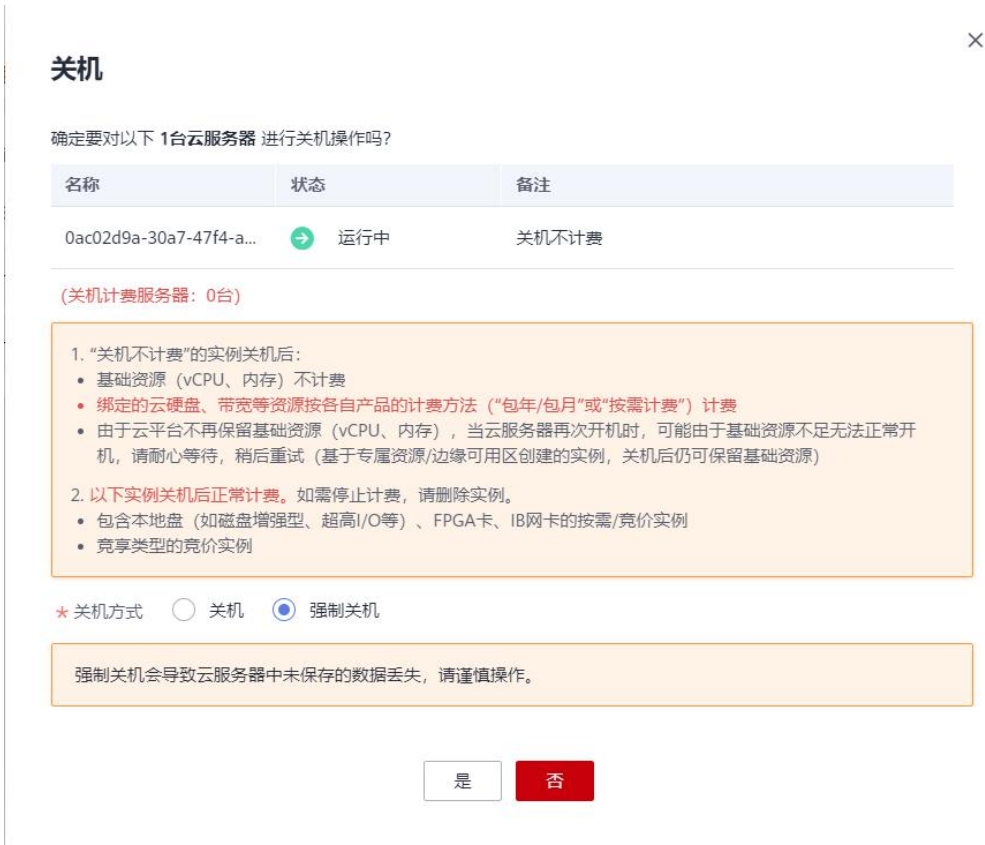 关机
确定要对以下 1台云服务器 进行关机操作吗?
名称 状态 备注
0ac02d9a-30a7-47f4-a... 运行中 关机不计费
(关机计费服务器：0台)
1. “关机不计费”的实例关机后：
• 基础资源（vCPU、内存）不计费
• 绑定的云硬盘、带宽等资源按各自产品的计费方法（“包年/包月”或“按需计费”）计费
• 由于云平台不再保留基础资源（vCPU、内存），当云服务器再次开机时，可能由于基础资源不足无法正常开
机，请耐心等待，稍后重试（基于专属资源/边缘可用区创建的实例，关机后仍可保留基础资源）
2. 以下实例关机后正常计费。如需停止计费，请删除实例。
• 包含本地盘（如磁盘增强型、超高I/O等）、FPGA卡、IB网卡的按需/竞价实例
• 竞享类型的竞价实例
* 关机方式 关机 强制关机
强制关机会导致云服务器中未保存的数据丢失，请谨慎操作。
是 否